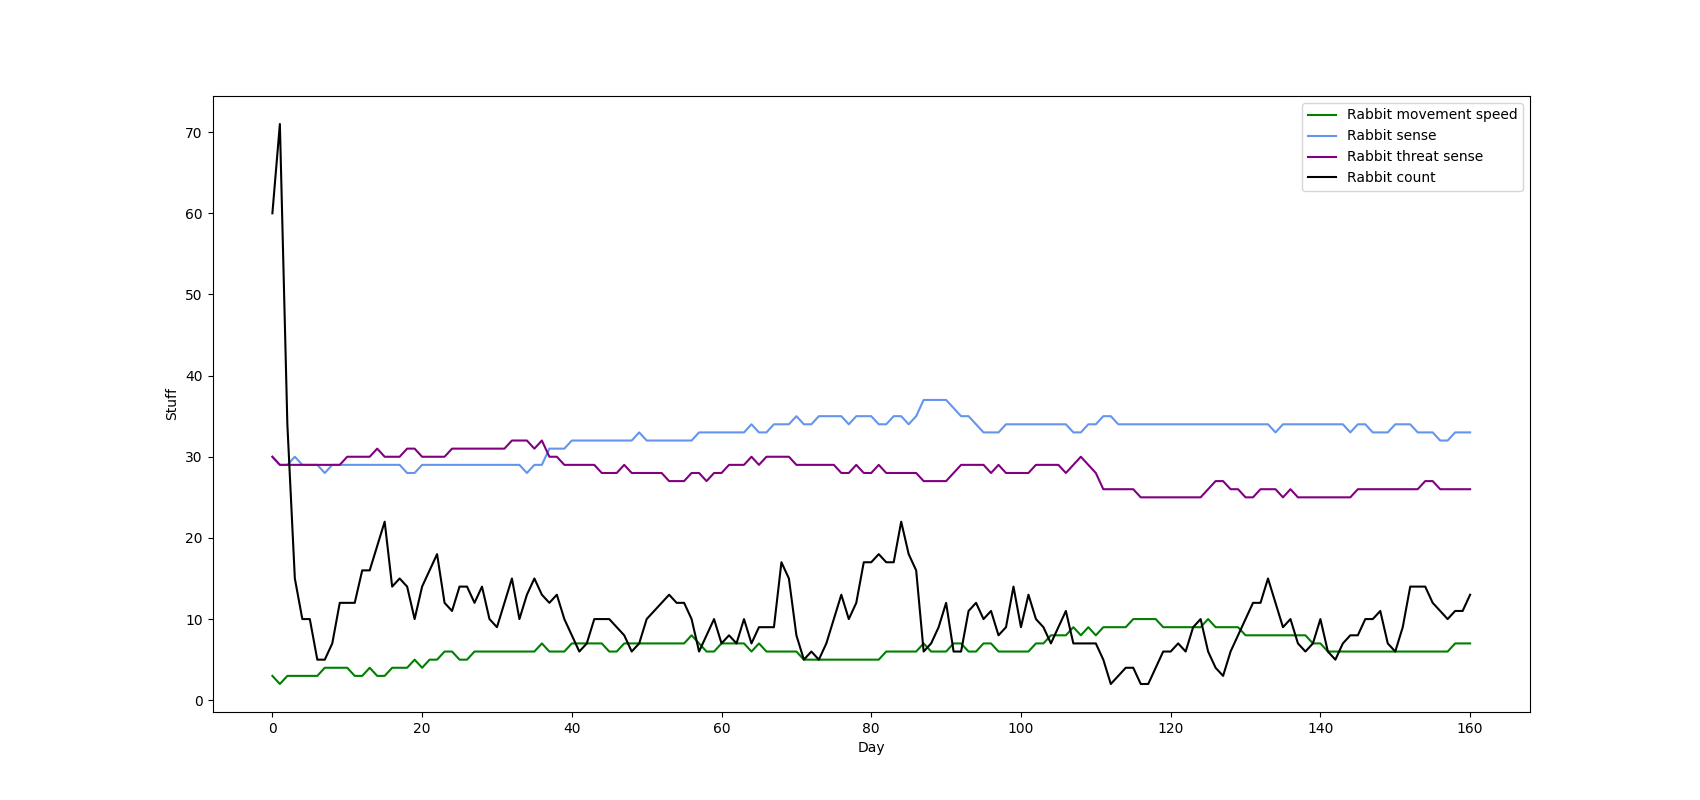 Rabbit movement speed
Rabbit sense
Rabbit threat sense
Rabbit count
70
60
50
40
30
20
10
0
Stuff
0 20 40 60 80 100 120 140 160
Day